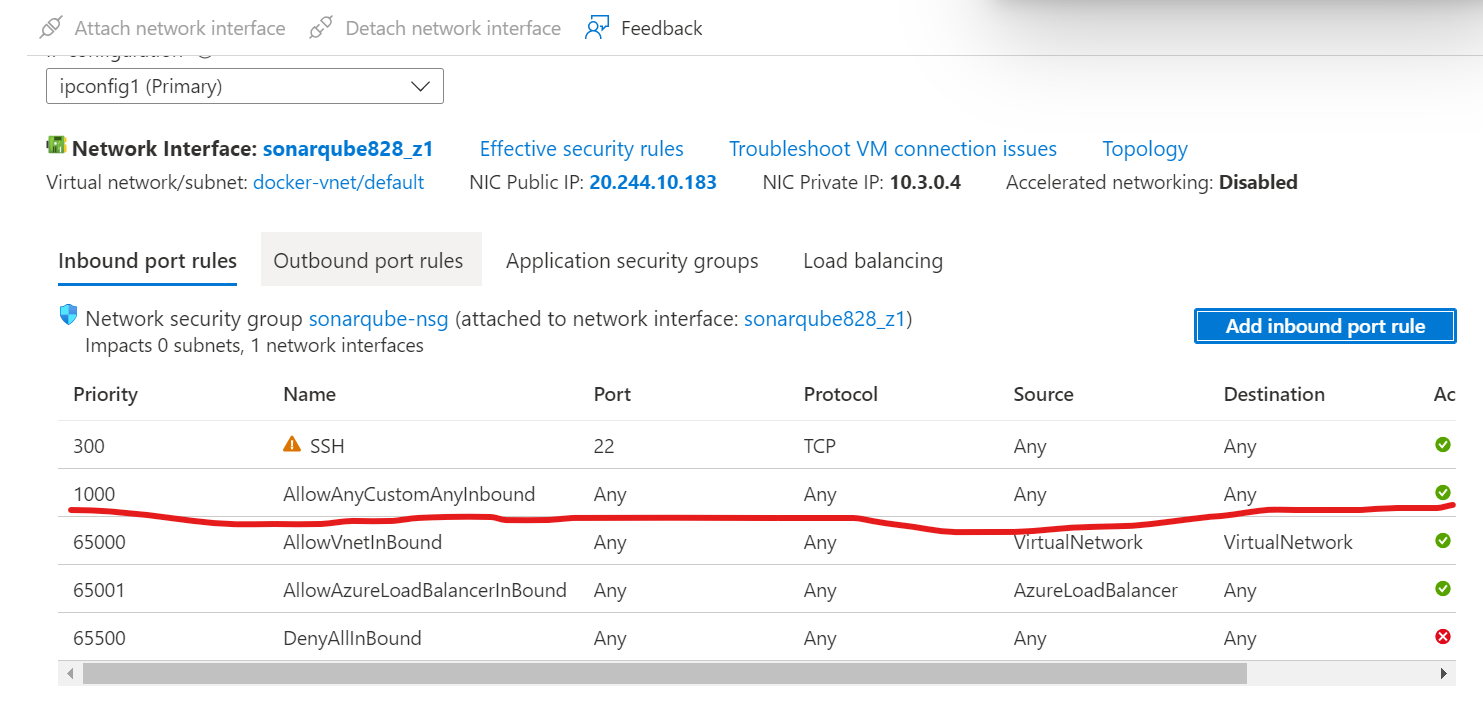 Attach network interface Detach network interface Feedback
ipconfig1 (Primary)
Network Interface: sonarqube828_z1 Effective security rules Troubleshoot VM connection issues Topology
Virtual network/subnet: docker-vnet/default NIC Public IP: 20.244.10.183 NIC Private IP: 10.3.0.4 Accelerated networking: Disabled
Inbound port rules Outbound port rules Application security groups Load balancing
Network security group sonarqube-nsg (attached to network interface: sonarqube828_z1)
Impacts 0 subnets, 1 network interfaces
Add inbound port rule
Priority Name Port Protocol Source Destination Ac
300 SSH 22 TCP Any Any
1000 AllowAnyCustomAnyInbound Any Any Any Any
65000 AllowVnetInBound Any Any VirtualNetwork VirtualNetwork
65001 AllowAzureLoadBalancerInBound Any Any AzureLoadBalancer Any
65500 DenyAllInBound Any Any Any Any